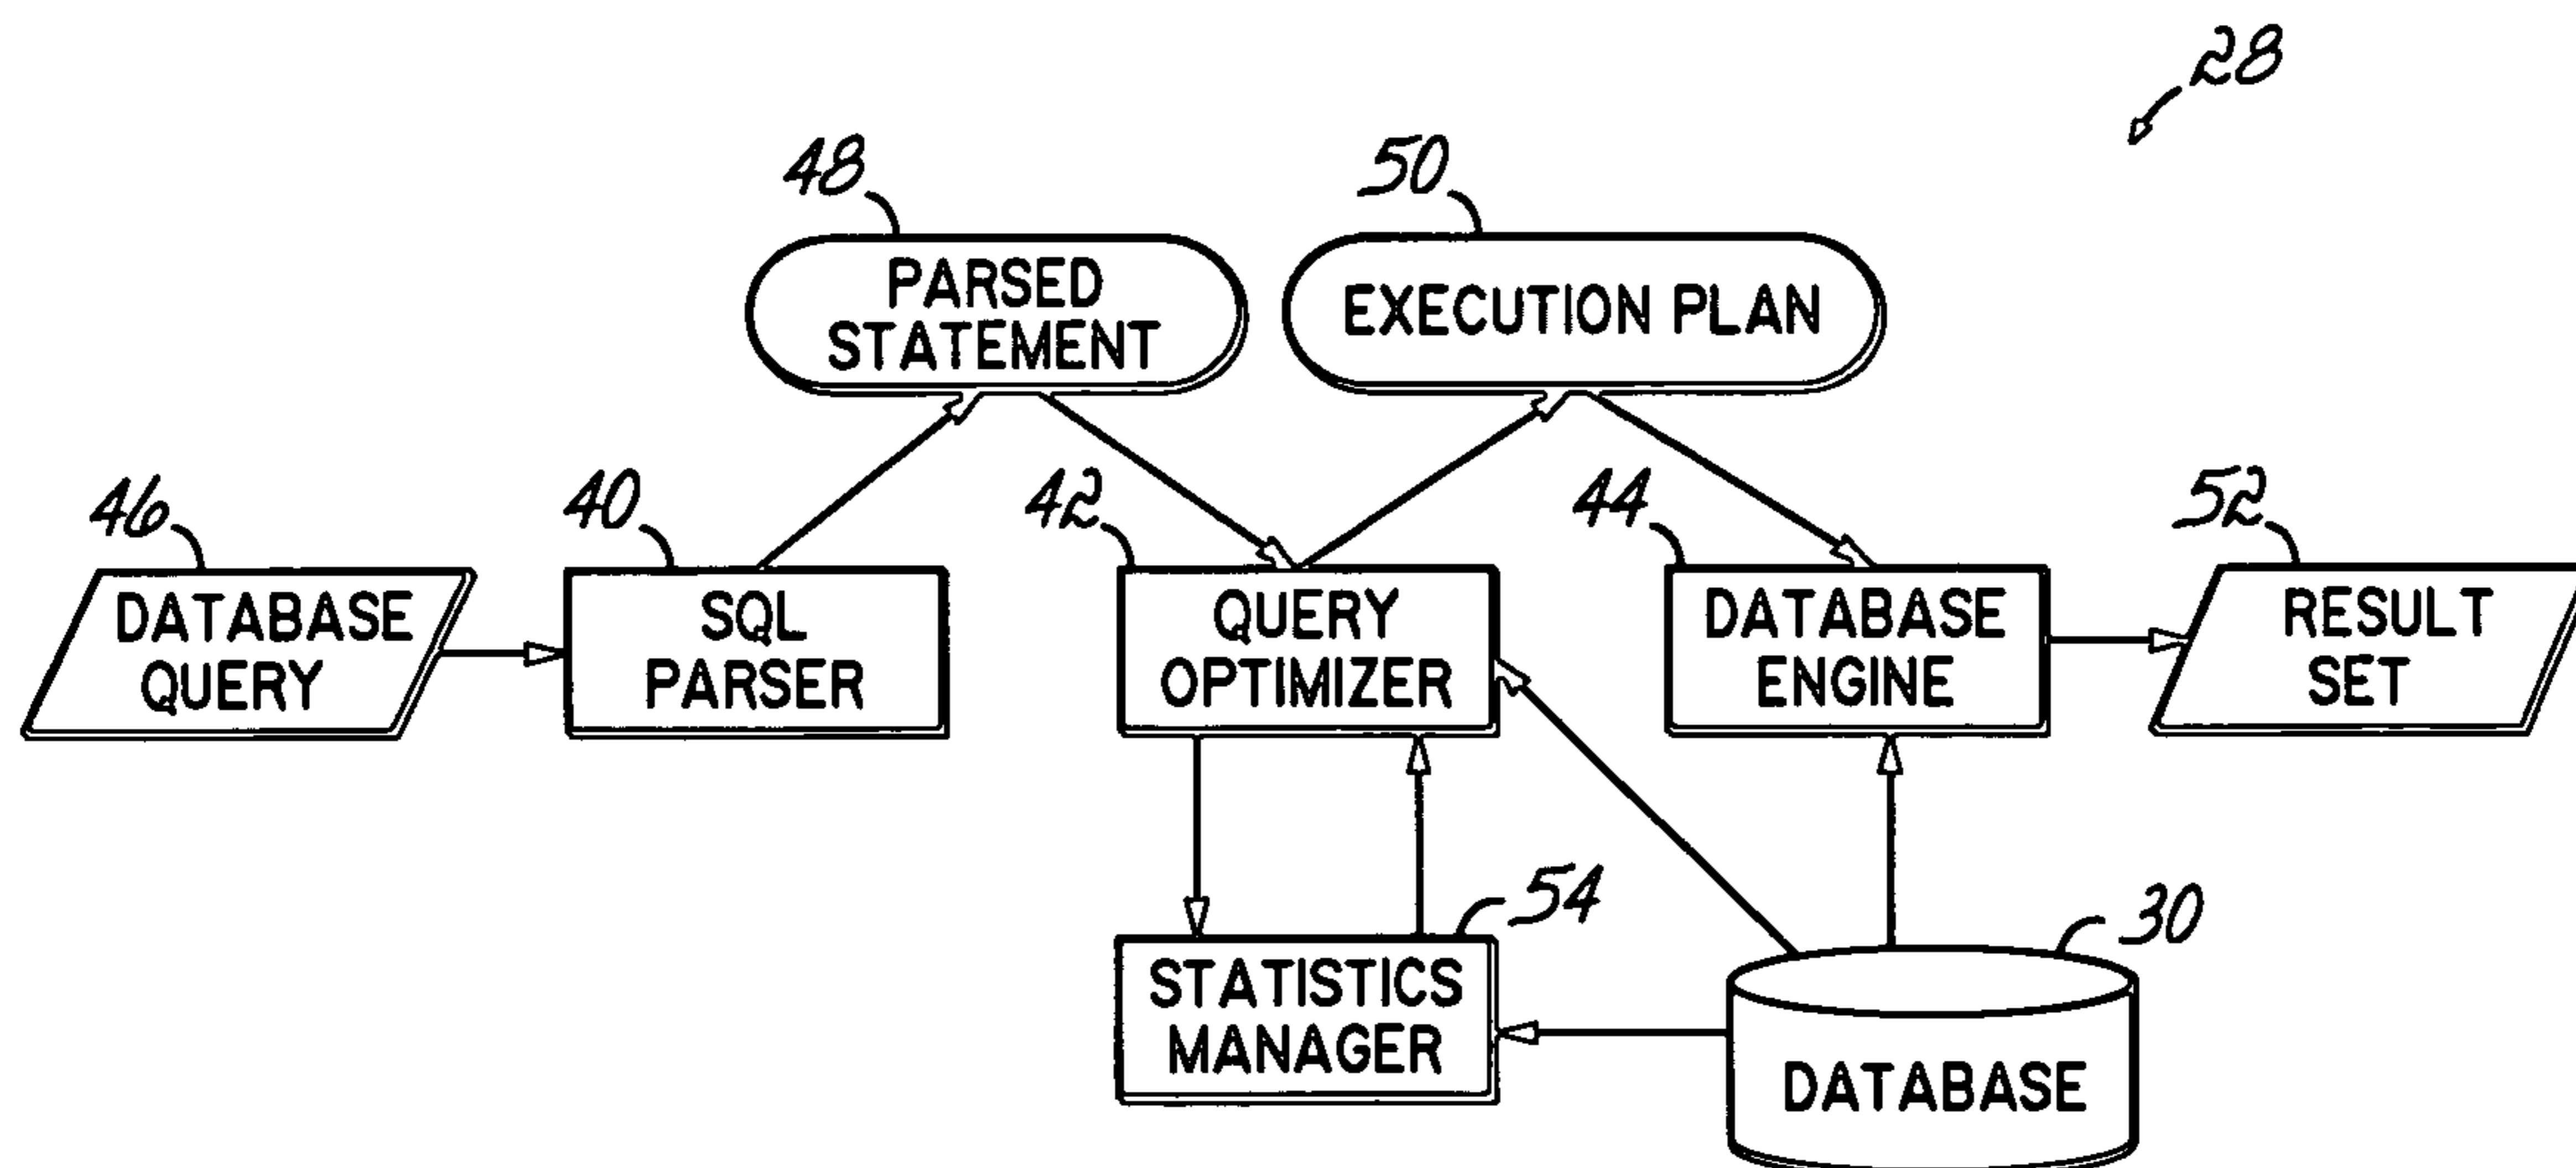 28
48
50
PARSED
STATEMENT
EXECUTION PLAN
46
40
42
44
52
DATABASE
QUERY
SQL
PARSER
QUERY
OPTIMIZER
DATABASE
ENGINE
RESULT
SET
54
30
STATISTICS
MANAGER
DATABASE